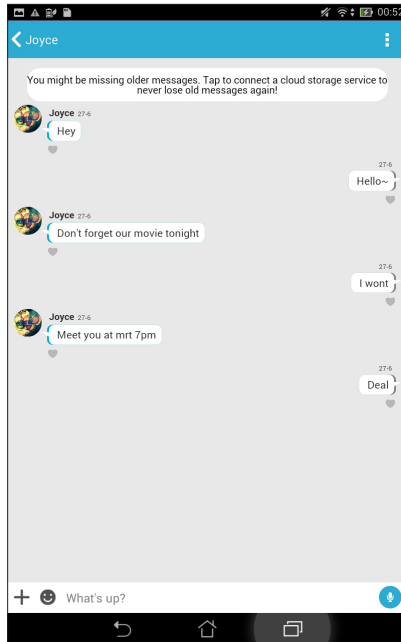 00:52
Joyce
You might be missing older messages. Tap to connect a cloud storage service to
never lose old messages again!
Joyce 27-6
Hey
27-6
Hello~
Joyce 27-6
Don't forget our movie tonight
27-6
I wont
Joyce 27-6
Meet you at mrt 7pm
27-6
Deal
What's up?